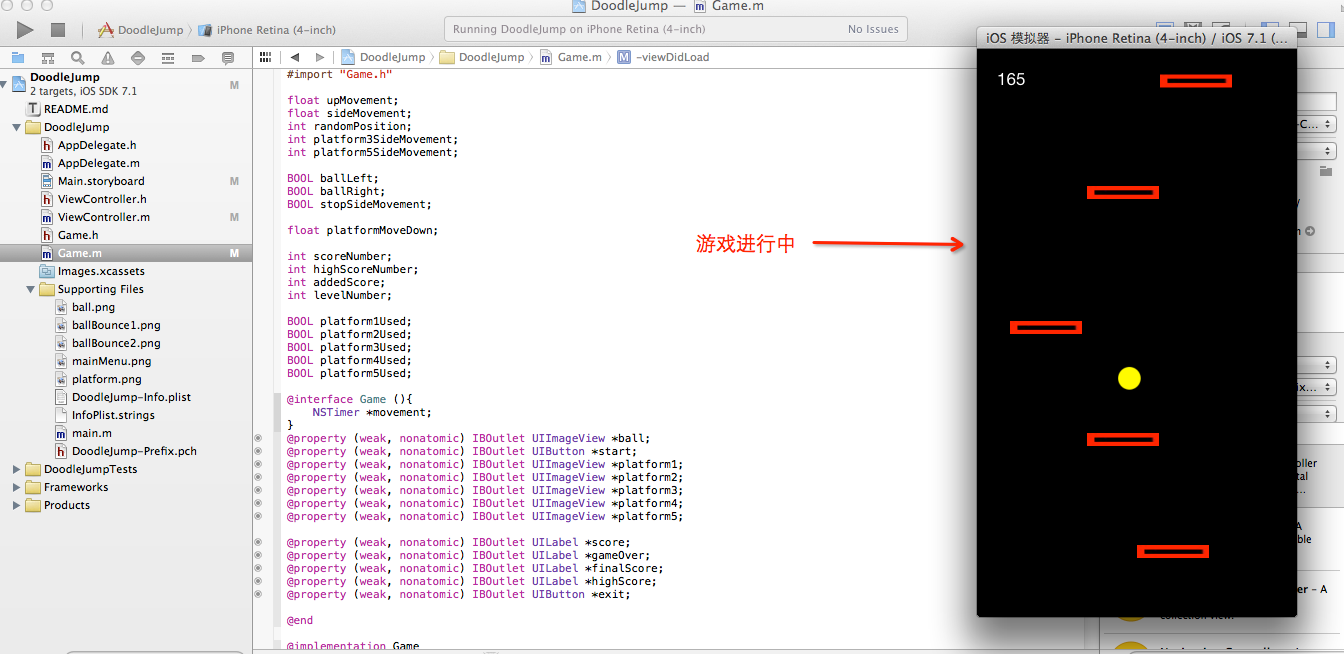 DoodleJump — m Game.m
DoodleJump
iPhone Retina (4-inch)
Running DoodleJump on iPhone Retina (4-inch)
No Issues
DoodleJump
DoodleJump
m Game.m
M -viewDidLoad
DoodleJump
M
2 targets, iOS SDK 7.1
T README.md
DoodleJump
h AppDelegate.h
m AppDelegate.m
Main.storyboard M
h ViewController.h
m ViewController.m M
h Game.h
m Game.m M
Images.xcassets
Supporting Files
ball.png
ballBounce1.png
ballBounce2.png
mainMenu.png
platform.png
DoodleJump-Info.plist
InfoPlist.strings
m main.m
h DoodleJump-Prefix.pch
DoodleJumpTests
Frameworks
Products
#import "Game.h"
float upMovement;
float sideMovement;
int randomPosition;
int platform3SideMovement;
int platform5SideMovement;
BOOL ballLeft;
BOOL ballRight;
BOOL stopSideMovement;
float platformMoveDown;
int scoreNumber;
int highScoreNumber;
int addedScore;
int levelNumber;
BOOL platform1Used;
BOOL platform2Used;
BOOL platform3Used;
BOOL platform4Used;
BOOL platform5Used;
@interface Game (){
NSTimer *movement;
}
@property (weak, nonatomic) IBOutlet UIImageView *ball;
@property (weak, nonatomic) IBOutlet UIButton *start;
@property (weak, nonatomic) IBOutlet UIImageView *platform1;
@property (weak, nonatomic) IBOutlet UIImageView *platform2;
@property (weak, nonatomic) IBOutlet UIImageView *platform3;
@property (weak, nonatomic) IBOutlet UIImageView *platform4;
@property (weak, nonatomic) IBOutlet UIImageView *platform5;
@property (weak, nonatomic) IBOutlet UILabel *score;
@property (weak, nonatomic) IBOutlet UILabel *gameOver;
@property (weak, nonatomic) IBOutlet UILabel *finalScore;
@property (weak, nonatomic) IBOutlet UILabel *highScore;
@property (weak, nonatomic) IBOutlet UIButton *exit;
@end
@implementation Game
游戏进行中
iOS 模拟器 - iPhone Retina (4-inch) / iOS 7.1 (...
165